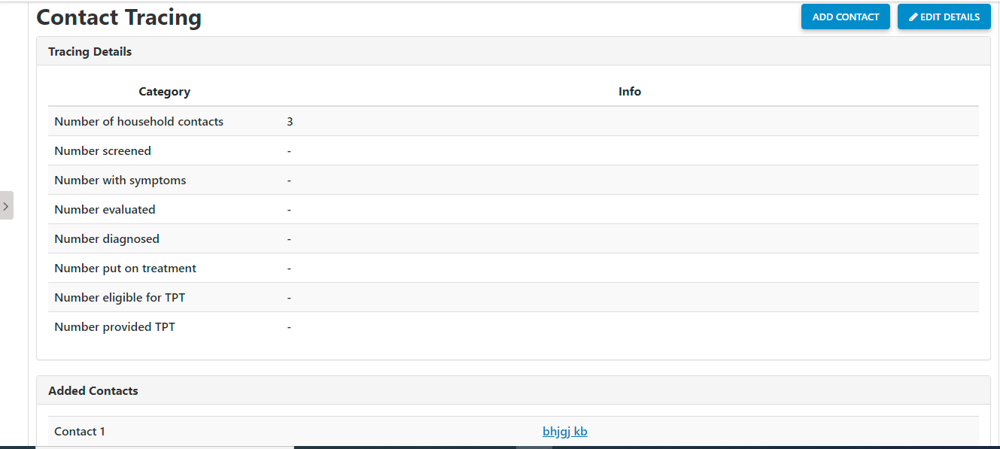 Contact Tracing
ADD CONTACT
EDIT DETAILS
Tracing Details
Category Info
Number of household contacts 3
Number screened -
Number with symptoms -
Number evaluated -
Number diagnosed -
Number put on treatment -
Number eligible for TPT -
Number provided TPT -
Added Contacts
Contact 1 bhjgj kb